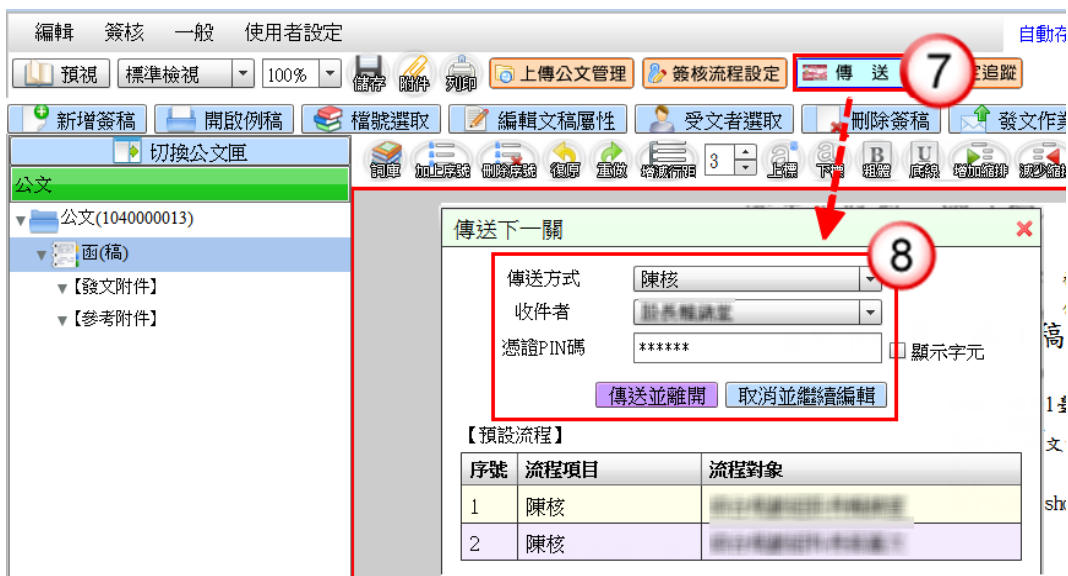 編輯 簽核 一般 使用者設定 自動存
預視 標準檢視 100% 儲存 附件 列印 上傳公文管理 簽核流程設定 傳 送 7 追蹤
新增簽稿 開啟例稿 檔號選取 編輯文稿屬性 受文者選取 刪除簽稿 發文作業
切換公文匣 詞庫 加上序號 刪除序號 復原 重做 增減行距 3 上標 下標 粗體 底線 增加縮排 減少縮排
公文
公文(1040000013)
傳送下一關
函(稿)
8
傳送方式 陳核
【發文附件】
收件者
【參考附件】
稿
憑證PIN碼 ****** 顯示字元
傳送並離開 取消並繼續編輯
1
【預設流程】
文
序號 流程項目 流程對象
1 陳核
sho
2 陳核